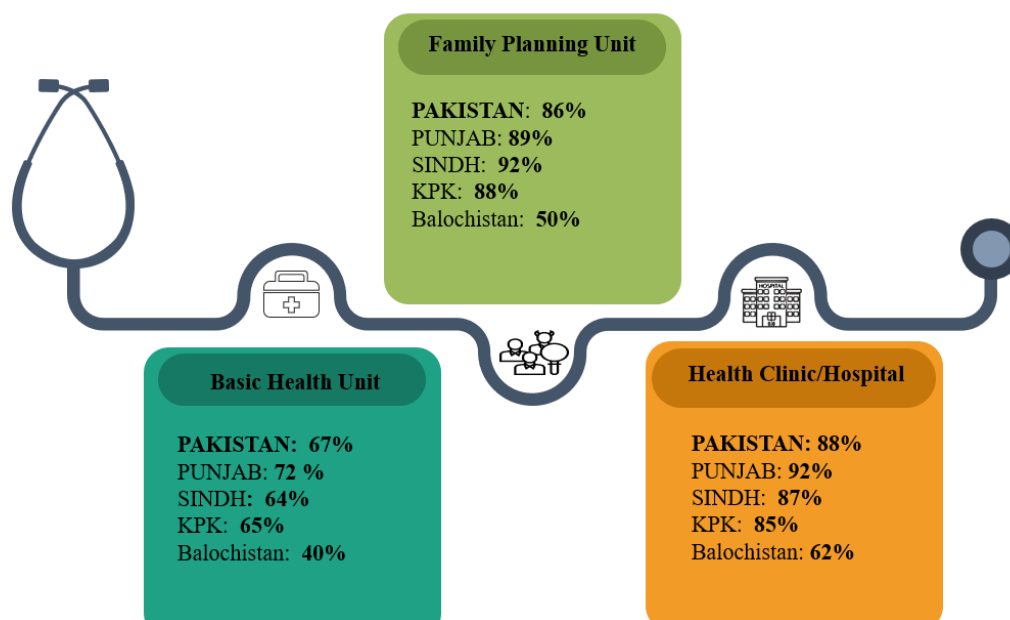 Family Planning Unit
PAKISTAN: 86%
PUNJAB: 89%
SINDH: 92%
KPK: 88%
Balochistan: 50%
HOSPITAL
Basic Health Unit
PAKISTAN: 67%
PUNJAB: 72 %
SINDH: 64%
KPK: 65%
Balochistan: 40%
Health Clinic/Hospital
PAKISTAN: 88%
PUNJAB: 92%
SINDH: 87%
KPK: 85%
Balochistan: 62%